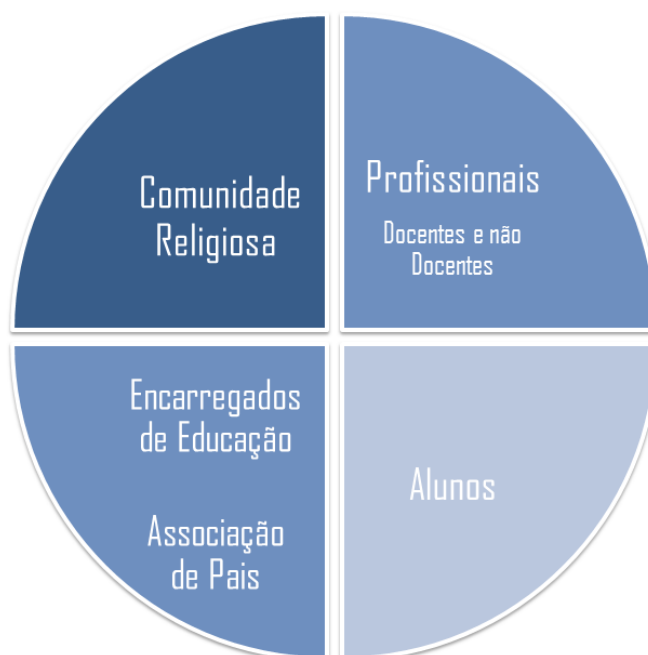 Comunidade
Religiosa
Profissionais
Docentes e não
Docentes
Encarregados
de Educação
Associação
de Pais
Alunos